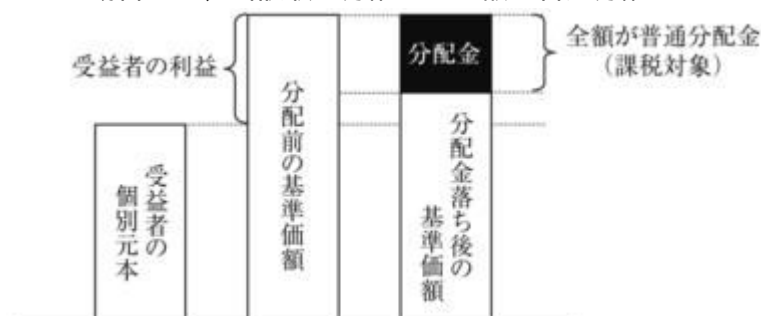 受益者の利益
分配金
全額が普通分配金
(課税対象)
受益者の
個別元本
分配前の基準価額
分配金落ち後の
基準価額